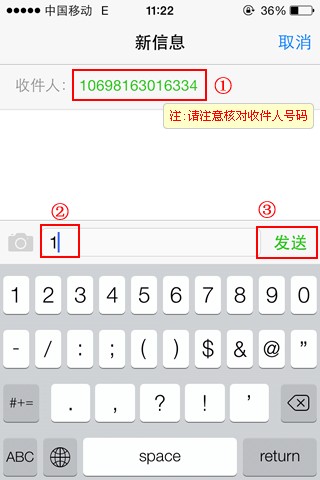 中国移动 E 11:22 36%
新信息 取消
收件人: 10698163016334 ①
注:请注意核对收件人号码
② ③
1 发送
1 2 3 4 5 6 7 8 9 0
- / : ; ( ) $ & @ ”
#+= . , ? ! ’
ABC space return